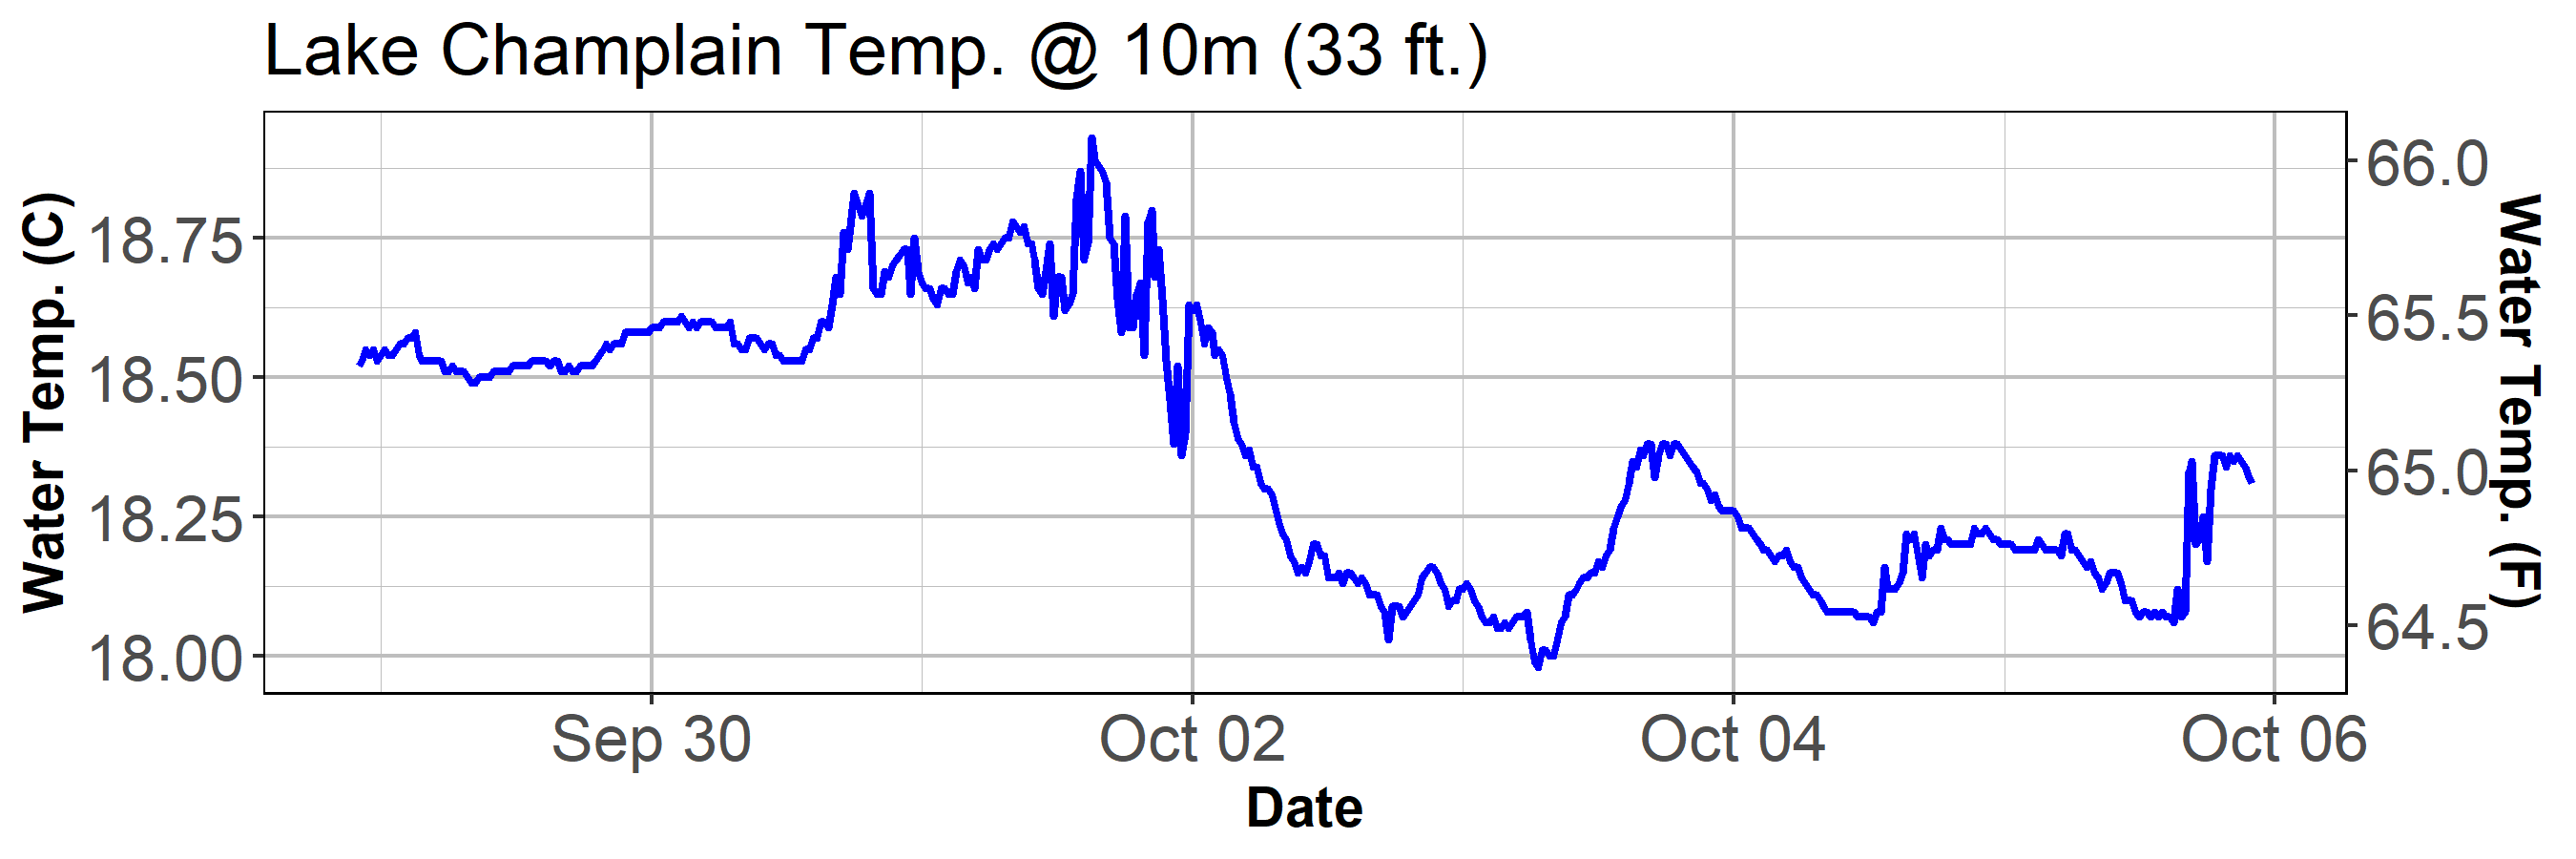 Lake Champlain Temp. @ 10m (33 ft.)
Water Temp. (C)
18.75
18.50
18.25
18.00
66.0
65.5
65.0
64.5
Water Temp. (F)
Sep 30 Oct 02 Oct 04 Oct 06
Date